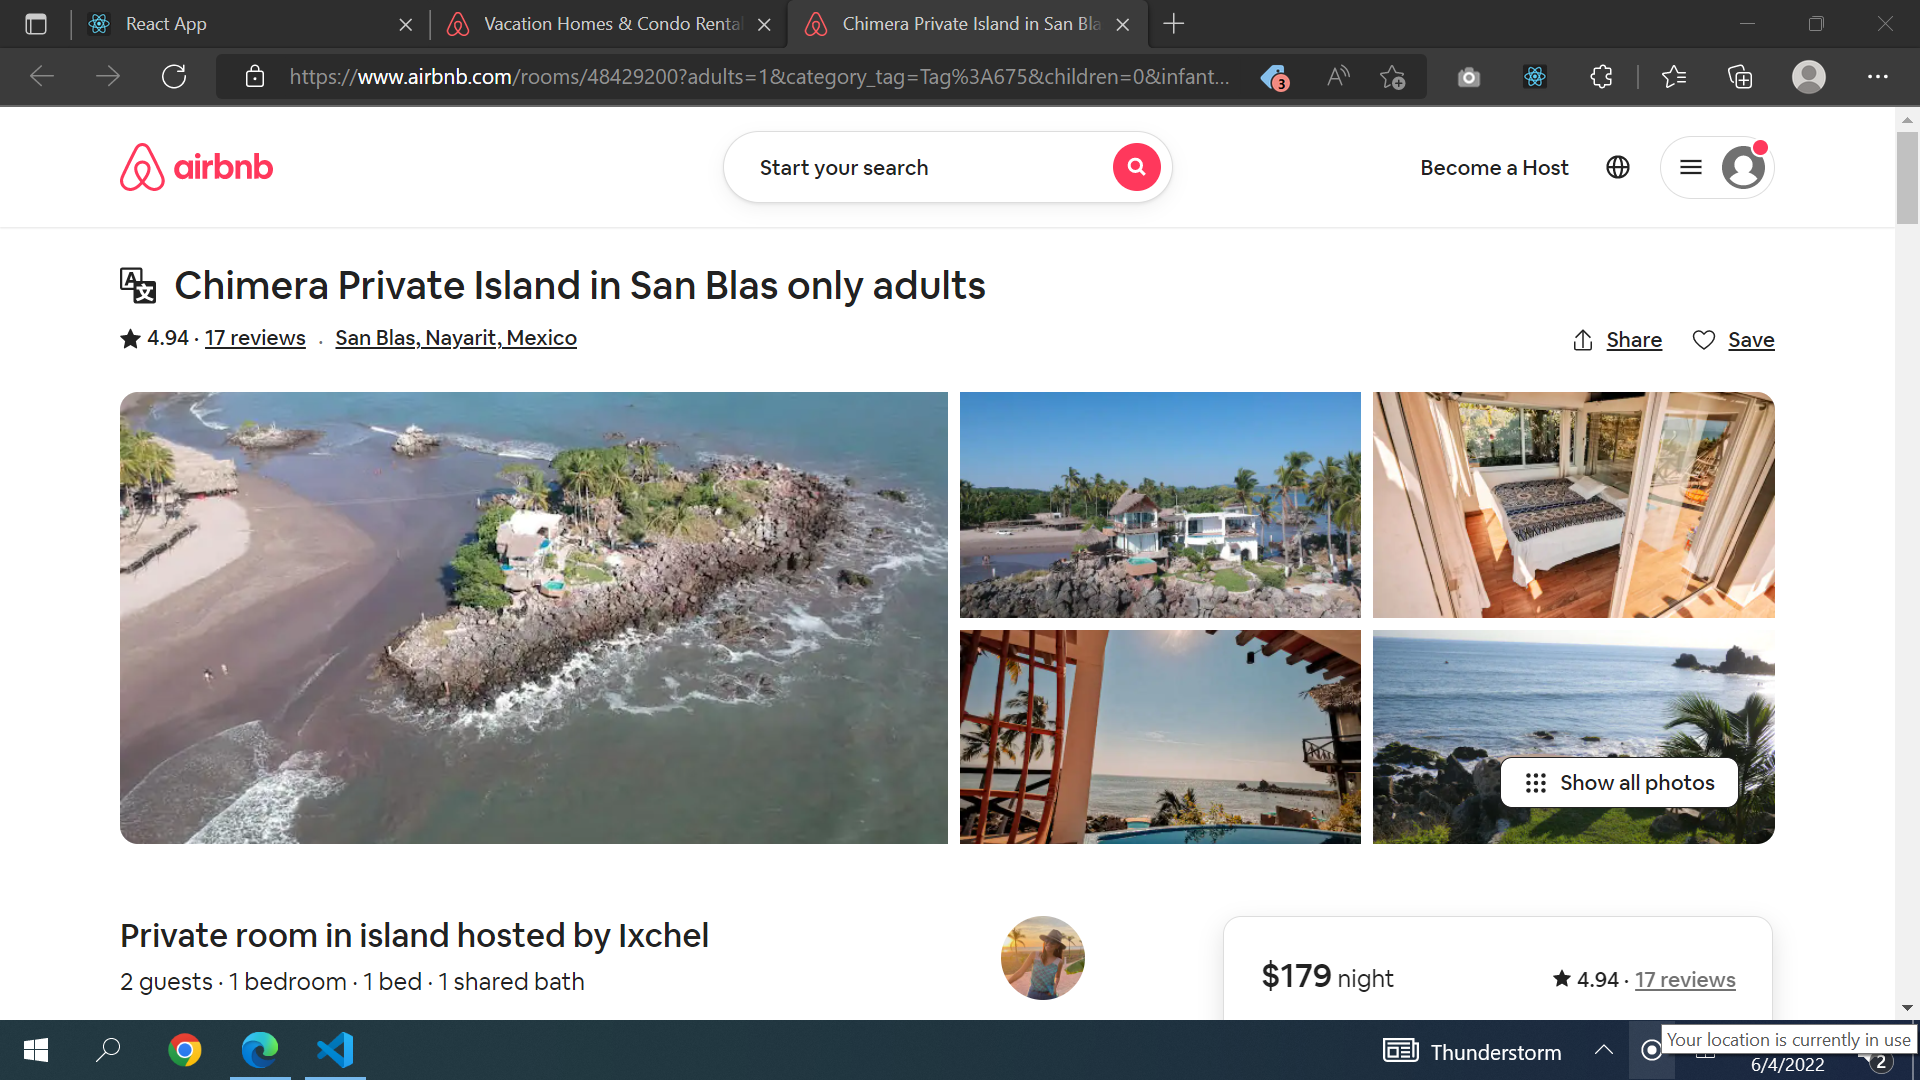 React App
Vacation Homes & Condo Rental
Chimera Private Island in San Bla
https://www.airbnb.com/rooms/48429200?adults=1&category_tag=Tag%3A675&children=0&infant...
3
airbnb
Start your search
Become a Host
Chimera Private Island in San Blas only adults
4.94 · 17 reviews · San Blas, Nayarit, Mexico
Share
Save
Show all photos
Private room in island hosted by Ixchel
2 guests · 1 bedroom · 1 bed · 1 shared bath
$179 night
4.94 · 17 reviews
Thunderstorm
Your location is currently in use
6/4/2022
2